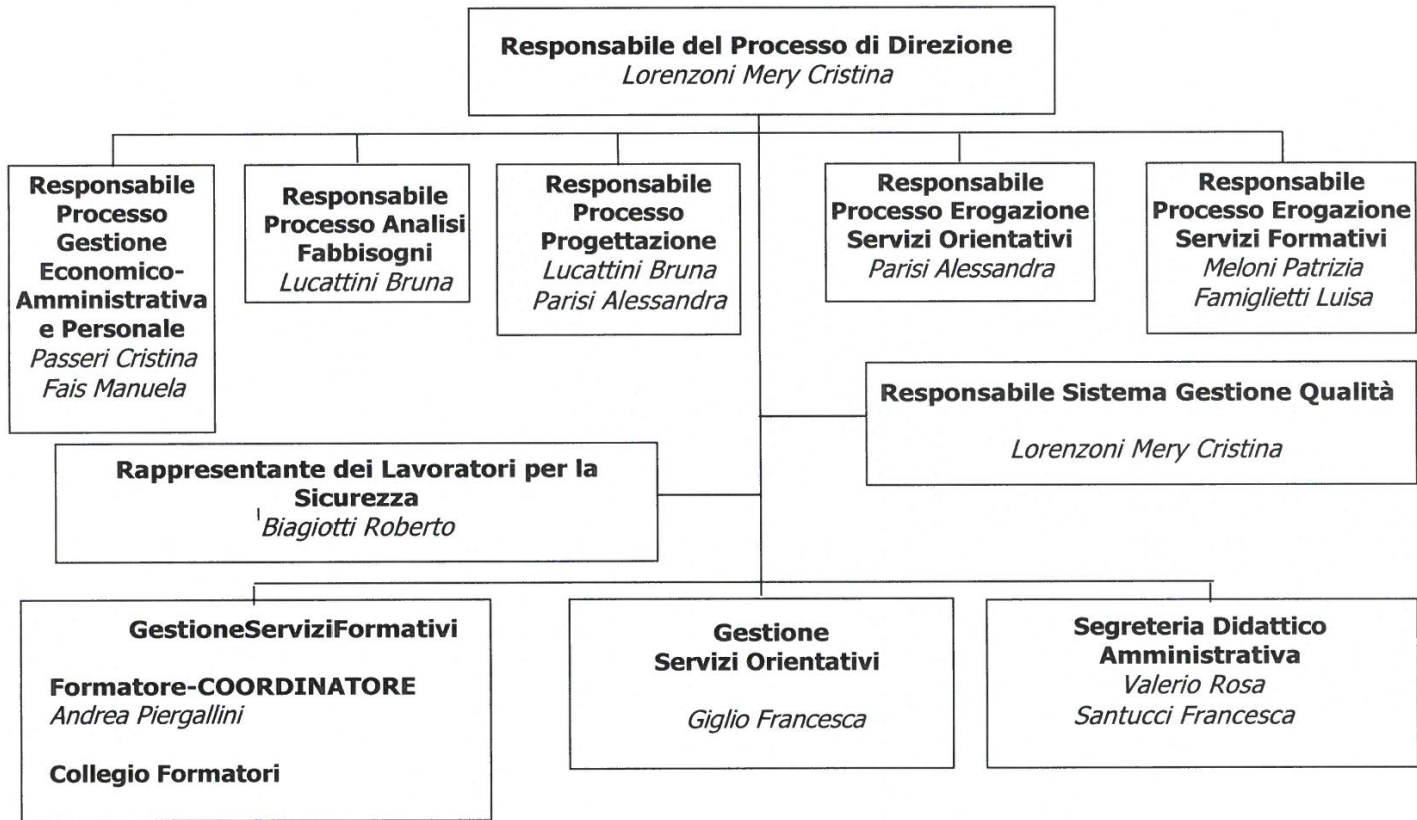 Responsabile del Processo di Direzione
Lorenzoni Mery Cristina
Responsabile
Processo
Gestione
Economico-
Amministrativa
e Personale
Passeri Cristina
Fais Manuela
Responsabile
Processo Analisi
Fabbisogni
Lucattini Bruna
Responsabile
Processo
Progettazione
Lucattini Bruna
Parisi Alessandra
Responsabile
Processo Erogazione
Servizi Orientativi
Parisi Alessandra
Responsabile
Processo Erogazione
Servizi Formativi
Meloni Patrizia
Famiglietti Luisa
Responsabile Sistema Gestione Qualità
Lorenzoni Mery Cristina
Rappresentante dei Lavoratori per la
Sicurezza
Biagiotti Roberto
GestioneServiziFormativi
Formatore-COORDINATORE
Andrea Piergallini
Collegio Formatori
Gestione
Servizi Orientativi
Giglio Francesca
Segreteria Didattico
Amministrativa
Valerio Rosa
Santucci Francesca